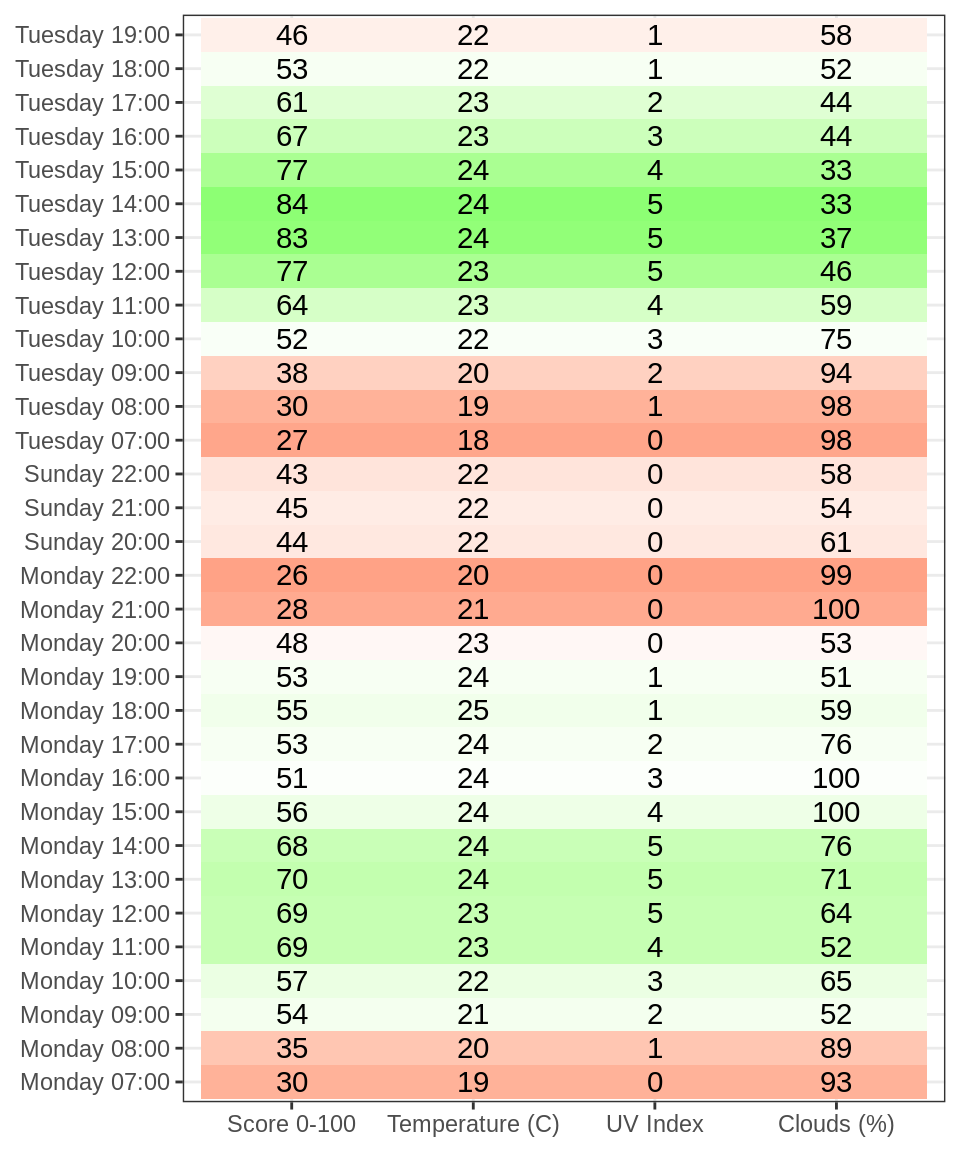 Tuesday 19:00 46 22 1 58
Tuesday 18:00 53 22 1 52
Tuesday 17:00 61 23 2 44
Tuesday 16:00 67 23 3 44
Tuesday 15:00 77 24 4 33
Tuesday 14:00 84 24 5 33
Tuesday 13:00 83 24 5 37
Tuesday 12:00 77 23 5 46
Tuesday 11:00 64 23 4 59
Tuesday 10:00 52 22 3 75
Tuesday 09:00 38 20 2 94
Tuesday 08:00 30 19 1 98
Tuesday 07:00 27 18 0 98
Sunday 22:00 43 22 0 58
Sunday 21:00 45 22 0 54
Sunday 20:00 44 22 0 61
Monday 22:00 26 20 0 99
Monday 21:00 28 21 0 100
Monday 20:00 48 23 0 53
Monday 19:00 53 24 1 51
Monday 18:00 55 25 1 59
Monday 17:00 53 24 2 76
Monday 16:00 51 24 3 100
Monday 15:00 56 24 4 100
Monday 14:00 68 24 5 76
Monday 13:00 70 24 5 71
Monday 12:00 69 23 5 64
Monday 11:00 69 23 4 52
Monday 10:00 57 22 3 65
Monday 09:00 54 21 2 52
Monday 08:00 35 20 1 89
Monday 07:00 30 19 0 93
Score 0-100 Temperature (C) UV Index Clouds (%)